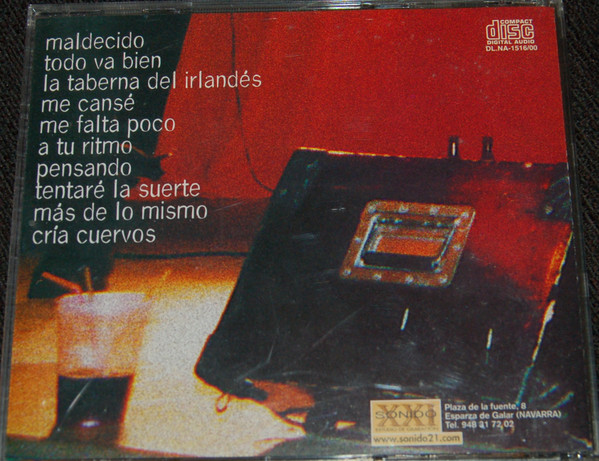 maldecido
todo va bien
la taberna del irlandés
me cansé
me falta poco
a tu ritmo
pensando
tentaré la suerte
más de lo mismo
cría cuervos
COMPACT
disc
DIGITAL AUDIO
DL.NA-1516/00
SONIDO
XXI
www.sonido21.com
Plaza de la fuente, 8
Esparza de Galar (NAVARRA)
Tel. 948 31 72 02